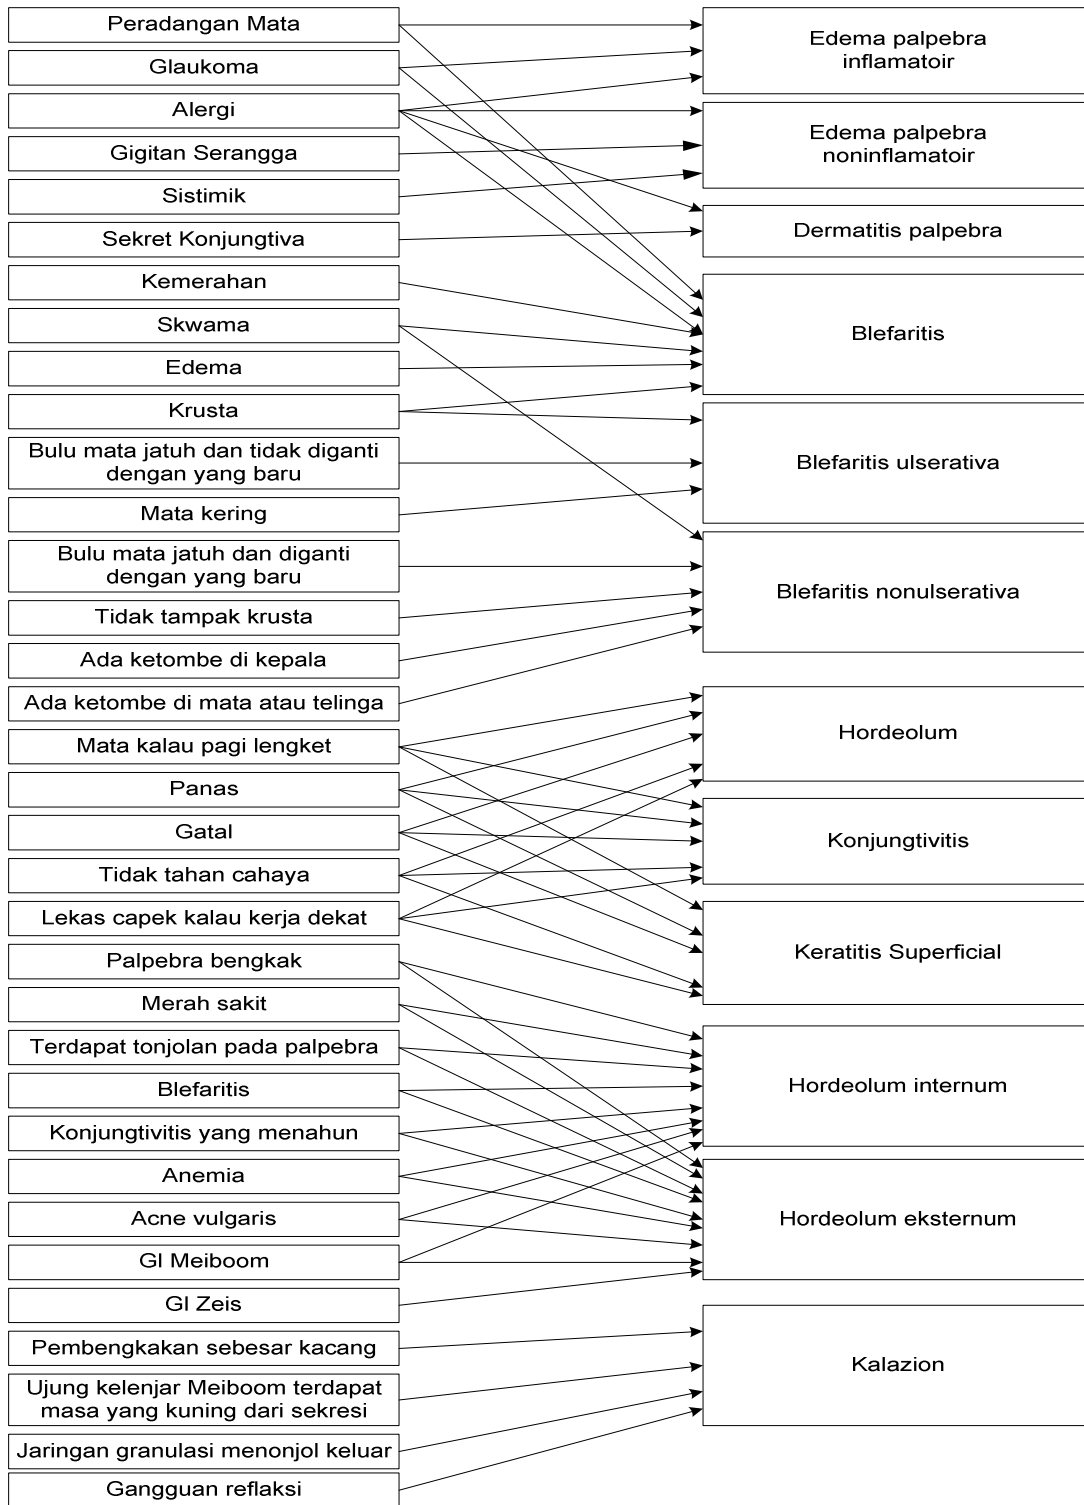 Peradangan Mata
Glaukoma
Alergi
Gigitan Serangga
Sistimik
Sekret Konjungtiva
Kemerahan
Skwama
Edema
Krusta
Bulu mata jatuh dan tidak diganti
dengan yang baru
Mata kering
Bulu mata jatuh dan diganti
dengan yang baru
Tidak tampak krusta
Ada ketombe di kepala
Ada ketombe di mata atau telinga
Mata kalau pagi lengket
Panas
Gatal
Tidak tahan cahaya
Lekas capek kalau kerja dekat
Palpebra bengkak
Merah sakit
Terdapat tonjolan pada palpebra
Blefaritis
Konjungtivitis yang menahun
Anemia
Acne vulgaris
Gl Meiboom
Gl Zeis
Pembengkakan sebesar kacang
Ujung kelenjar Meiboom terdapat
masa yang kuning dari sekresi
Jaringan granulasi menonjol keluar
Gangguan reflaksi
Edema palpebra
inflamatoir
Edema palpebra
noninflamatoir
Dermatitis palpebra
Blefaritis
Blefaritis ulserativa
Blefaritis nonulserativa
Hordeolum
Konjungtivitis
Keratitis Superficial
Hordeolum internum
Hordeolum eksternum
Kalazion